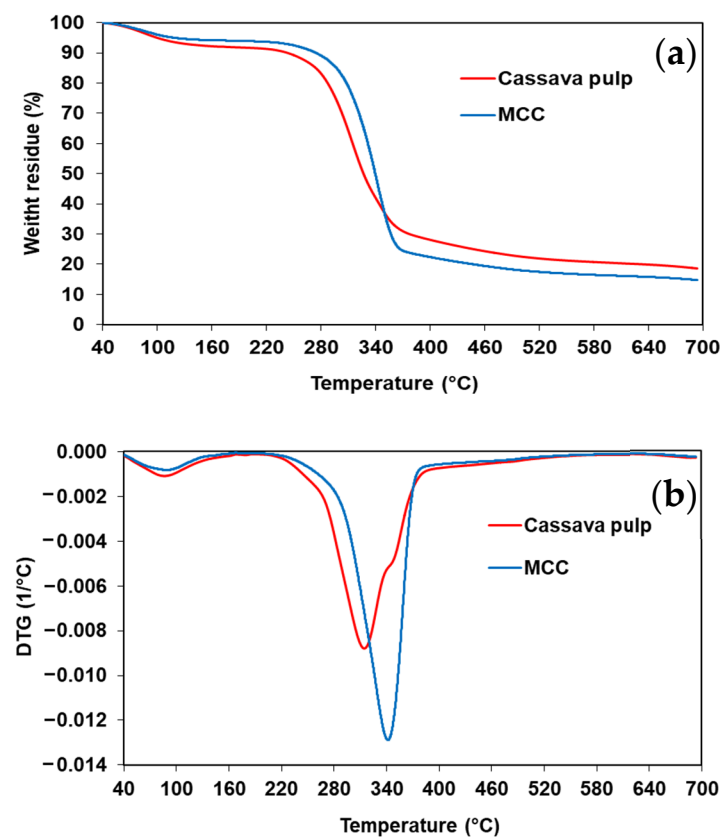 100
90
80
70
60
50
40
30
20
10
0
Weitht residue (%)
(a)
Cassava pulp
MCC
40 100 160 220 280 340 400 460 520 580 640 700
Temperature (°C)
0.000
−0.002
−0.004
−0.006
−0.008
−0.010
−0.012
−0.014
DTG (1/°C)
(b)
Cassava pulp
MCC
40 100 160 220 280 340 400 460 520 580 640 700
Temperature (°C)